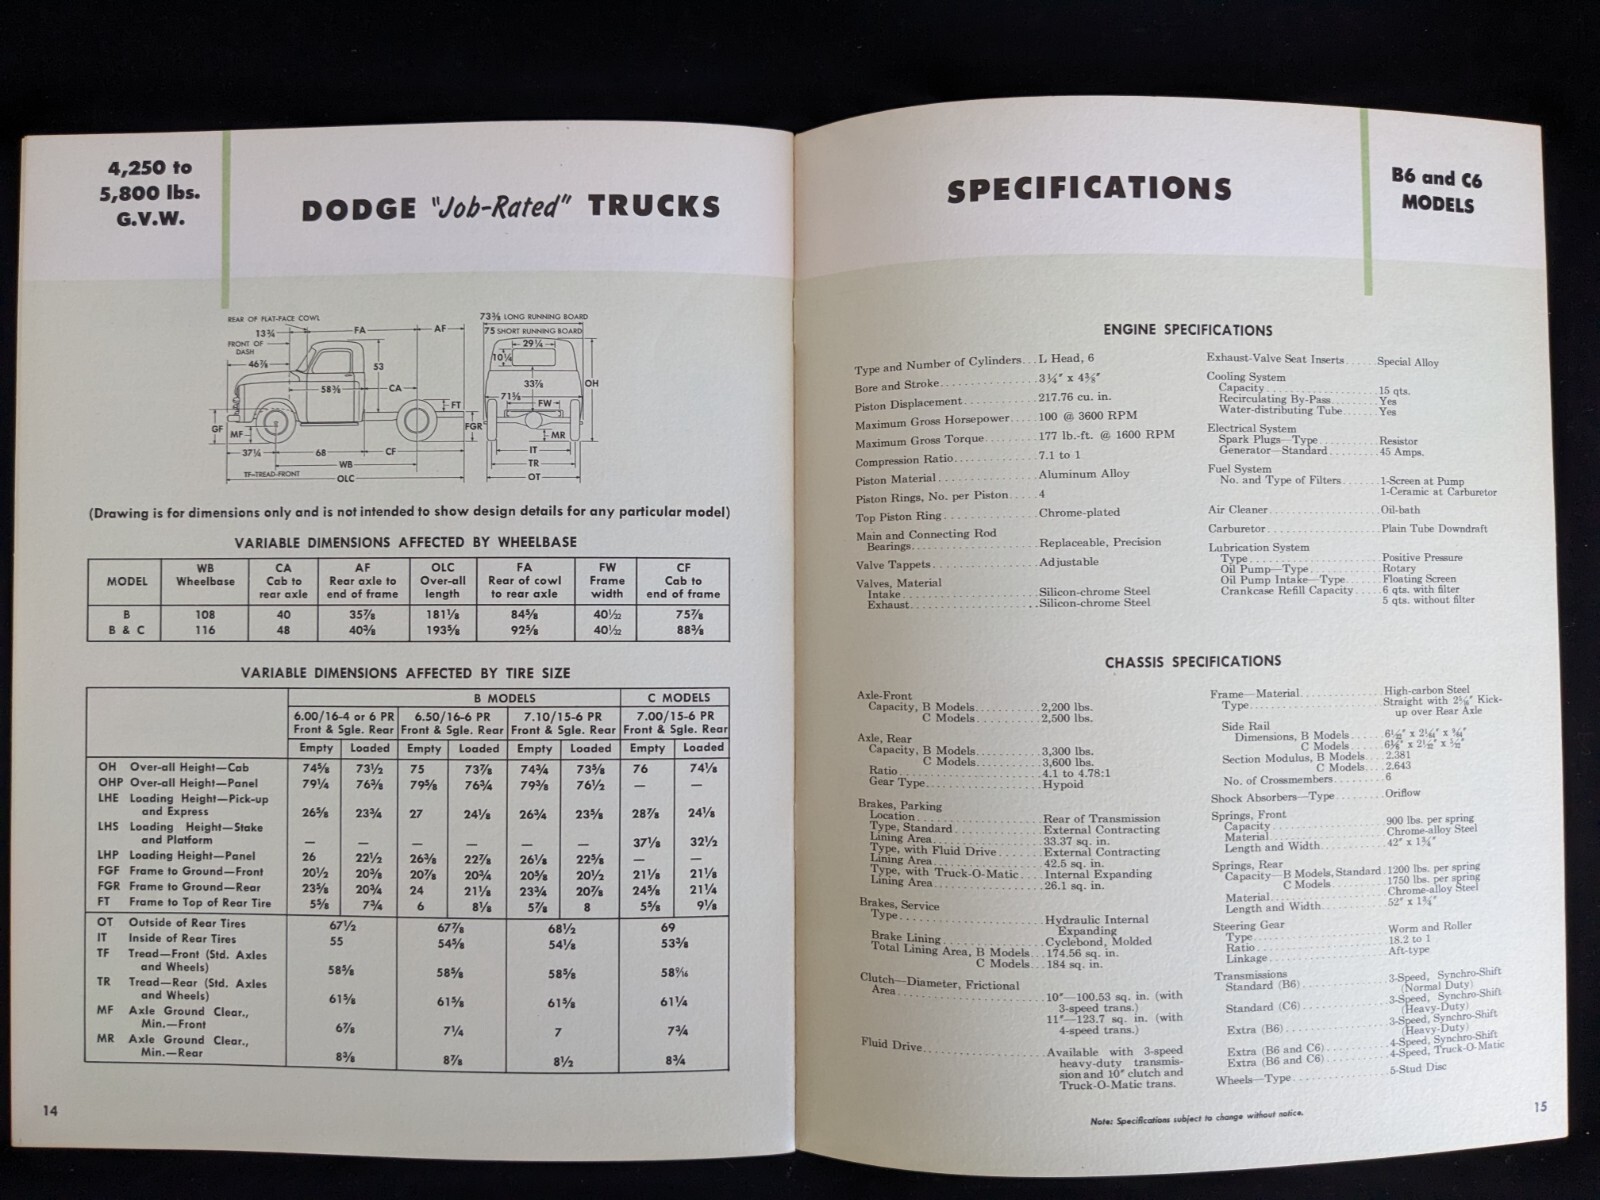 4,250 to
5,800 lbs.
G.V.W.
DODGE "Job-Rated" TRUCKS
REAR OF FLAT-FACE COWL
13¾
FA
AF
FRONT OF
DASH
46⅞
53
58⅜
CA
FT
GF
MF
FGR
37¼
68
CF
WB
TF—TREAD-FRONT
OLC
73⅜ LONG RUNNING BOARD
75 SHORT RUNNING BOARD
29¼
10¼
33⅞
OH
FW
MR
IT
TR
OT
(Drawing is for dimensions only and is not intended to show design details for any particular model)
VARIABLE DIMENSIONS AFFECTED BY WHEELBASE
MODEL WB Wheelbase CA Cab to rear axle AF Rear axle to end of frame OLC Over-all length FA Rear of cowl to rear axle FW Frame width CF Cab to end of frame
B 108 40 35⅞ 181⅛ 84⅝ 40¹⁄₃₂ 75⅞
B & C 116 48 40⅜ 193⅝ 92⅝ 40¹⁄₃₂ 88⅜
VARIABLE DIMENSIONS AFFECTED BY TIRE SIZE
B MODELS C MODELS
6.00/16-4 or 6 PR Front & Sgle. Rear 6.50/16-6 PR Front & Sgle. Rear 7.10/15-6 PR Front & Sgle. Rear 7.00/15-6 PR Front & Sgle. Rear
Empty Loaded Empty Loaded Empty Loaded Empty Loaded
OH Over-all Height—Cab 74⅝ 73½ 75 73⅞ 74¾ 73⅝ 76 74⅛
OHP Over-all Height—Panel 79¼ 76⅜ 79⅝ 76¾ 79⅜ 76½ — —
LHE Loading Height—Pick-up
and Express 26⅝ 23¾ 27 24⅛ 26¾ 23⅝ 28⅞ 24⅛
LHS Loading Height—Stake
and Platform — — — — — — 37⅛ 32½
LHP Loading Height—Panel 26 22½ 26⅜ 22⅞ 26⅛ 22⅝ — —
FGF Frame to Ground—Front 20½ 20⅜ 20⅞ 20¾ 20⅝ 20½ 21⅛ 21⅛
FGR Frame to Ground—Rear 23⅝ 20¾ 24 21⅛ 23¾ 20⅞ 24⅝ 21¼
FT Frame to Top of Rear Tire 5⅝ 7¾ 6 8⅛ 5⅞ 8 5⅝ 9⅛
OT Outside of Rear Tires 67½ 67⅞ 68½ 69
IT Inside of Rear Tires 55 54⅝ 54⅛ 53⅜
TF Tread—Front (Std. Axles
and Wheels) 58⅝ 58⅝ 58⅝ 58⁹⁄₁₆
TR Tread—Rear (Std. Axles
and Wheels) 61⅝ 61⅝ 61⅝ 61¼
MF Axle Ground Clear.,
Min.—Front 6⅞ 7¼ 7 7¾
MR Axle Ground Clear.,
Min.—Rear 8⅜ 8⅞ 8½ 8¾
14
SPECIFICATIONS
B6 and C6
MODELS
ENGINE SPECIFICATIONS
Type and Number of Cylinders...L Head, 6
Bore and Stroke...3¼" x 4⅜"
Piston Displacement...217.76 cu. in.
Maximum Gross Horsepower...100 @ 3600 RPM
Maximum Gross Torque...177 lb.-ft. @ 1600 RPM
Compression Ratio...7.1 to 1
Piston Material...Aluminum Alloy
Piston Rings, No. per Piston...4
Top Piston Ring...Chrome-plated
Main and Connecting Rod
Bearings...Replaceable, Precision
Valve Tappets...Adjustable
Valves, Material
Intake...Silicon-chrome Steel
Exhaust...Silicon-chrome Steel
Exhaust-Valve Seat Inserts...Special Alloy
Cooling System
Capacity...15 qts.
Recirculating By-Pass...Yes
Water-distributing Tube...Yes
Electrical System
Spark Plugs—Type...Resistor
Generator—Standard...45 Amps.
Fuel System
No. and Type of Filters...1-Screen at Pump
1-Ceramic at Carburetor
Air Cleaner...Oil-bath
Carburetor...Plain Tube Downdraft
Lubrication System
Type...Positive Pressure
Oil Pump—Type...Rotary
Oil Pump Intake—Type...Floating Screen
Crankcase Refill Capacity...6 qts. with filter
5 qts. without filter
CHASSIS SPECIFICATIONS
Axle-Front
Capacity, B Models...2,200 lbs.
C Models...2,500 lbs.
Axle, Rear
Capacity, B Models...3,300 lbs.
C Models...3,600 lbs.
Ratio...4.1 to 4.78:1
Gear Type...Hypoid
Brakes, Parking
Location...Rear of Transmission
Type, Standard...External Contracting
Lining Area...33.37 sq. in.
Type, with Fluid Drive...External Contracting
Lining Area...42.5 sq. in.
Type, with Truck-O-Matic...Internal Expanding
Lining Area...26.1 sq. in.
Brakes, Service
Type...Hydraulic Internal
Expanding
Brake Lining...Cyclebond, Molded
Total Lining Area, B Models...174.56 sq. in.
C Models...184 sq. in.
Clutch—Diameter, Frictional
Area...10"—100.53 sq. in. (with
3-speed trans.)
11"—123.7 sq. in. (with
4-speed trans.)
Fluid Drive...Available with 3-speed
heavy-duty transmis-
sion and 10" clutch and
Truck-O-Matic trans.
Frame—Material...High-carbon Steel
Type...Straight with Kick-
up over Rear Axle
Side Rail
Dimensions, B Models
C Models
Section Modulus, B Models...2.381
C Models...2.643
No. of Crossmembers...6
Shock Absorbers—Type...Oriflow
Springs, Front
Capacity...900 lbs. per spring
Material...Chrome-alloy Steel
Length and Width...42" x 1¾"
Springs, Rear
Capacity—B Models, Standard.1200 lbs. per spring
C Models...1750 lbs. per spring
Material...Chrome-alloy Steel
Length and Width...52" x 1¾"
Steering Gear
Type...Worm and Roller
Ratio...18.2 to 1
Linkage...Aft-type
Transmissions
Standard (B6)...3-Speed, Synchro-Shift
(Normal Duty)
Standard (C6)...3-Speed, Synchro-Shift
(Heavy-Duty)
Extra (B6)...3-Speed, Synchro-Shift
(Heavy-Duty)
Extra (B6 and C6)...4-Speed, Synchro-Shift
Extra (B6 and C6)...4-Speed, Truck-O-Matic
Wheels—Type...5-Stud Disc
Note: Specifications subject to change without notice.
15